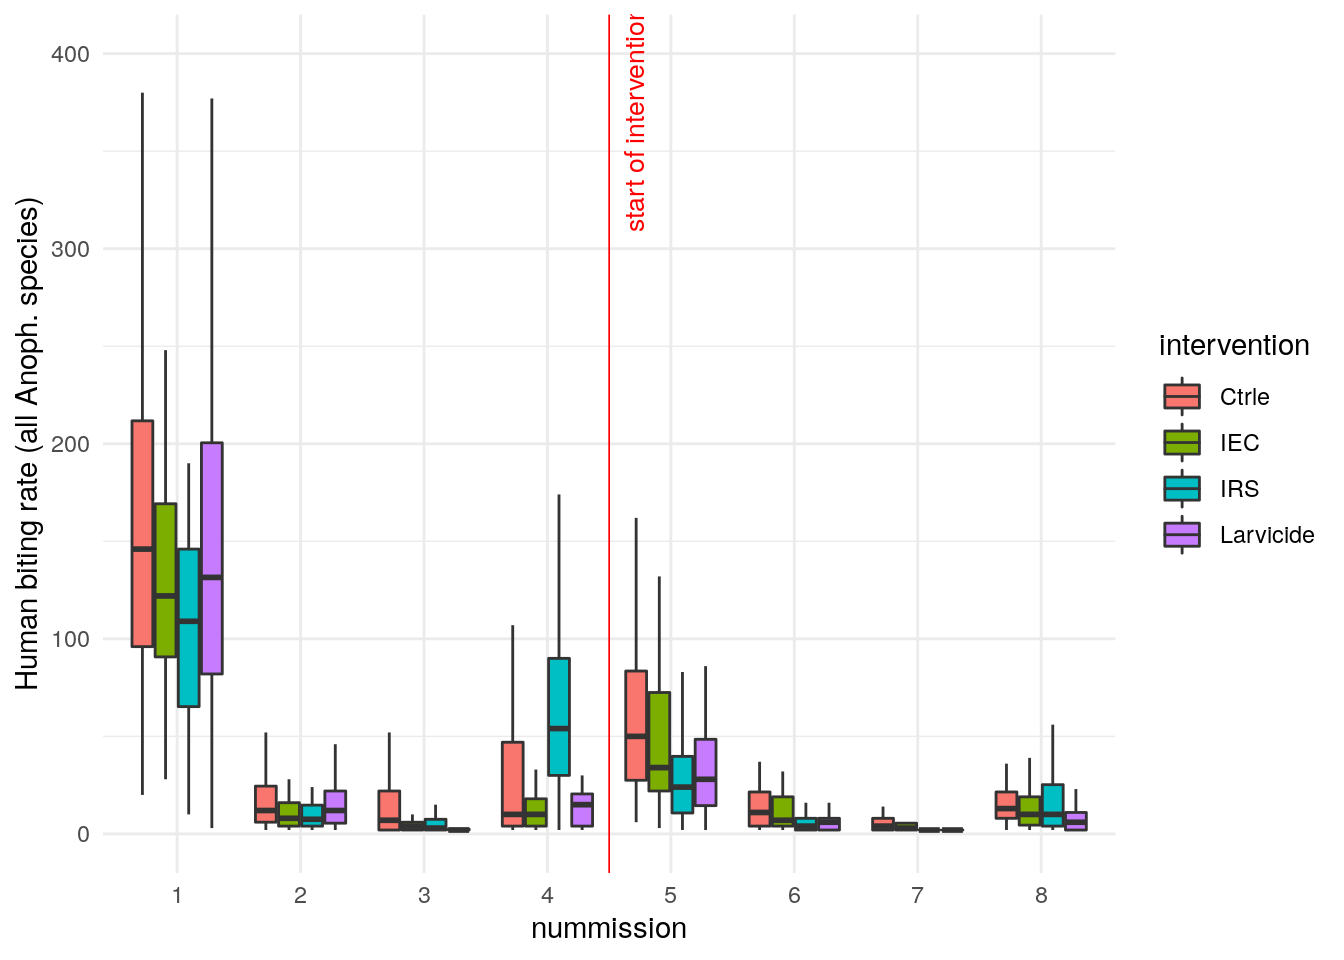 Human biting rate (all Anoph. species)
400
300
200
100
0
start of intervention
1 2 3 4 5 6 7 8
nummission
intervention
Ctrle
IEC
IRS
Larvicide